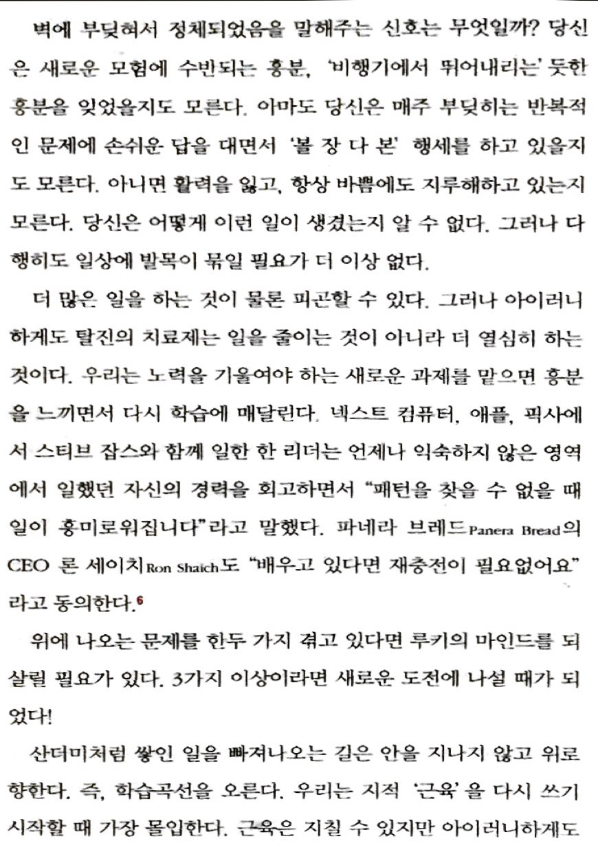 벽에 부딪혀서 정체되었음을 말해주는 신호는 무엇일까? 당신
은 새로운 모험에 수반되는 흥분, ‘비행기에서 뛰어내리는’ 듯한
흥분을 잊었을지도 모른다. 아마도 당신은 매주 부딪히는 반복적
인 문제에 손쉬운 답을 대면서 ‘볼 장 다 본’ 행세를 하고 있을지
도 모른다. 아니면 활력을 잃고, 항상 바쁨에도 지루해하고 있는지
모른다. 당신은 어떻게 이런 일이 생겼는지 알 수 없다. 그러나 다
행히도 일상에 발목이 묶일 필요가 더 이상 없다.
더 많은 일을 하는 것이 물론 피곤할 수 있다. 그러나 아이러니
하게도 탈진의 치료제는 일을 줄이는 것이 아니라 더 열심히 하는
것이다. 우리는 노력을 기울여야 하는 새로운 과제를 맡으면 흥분
을 느끼면서 다시 학습에 매달린다. 넥스트 컴퓨터, 애플, 픽사에
서 스티브 잡스와 함께 일한 한 리더는 언제나 익숙하지 않은 영역
에서 일했던 자신의 경력을 회고하면서 “패턴을 찾을 수 없을 때
일이 흥미로워집니다”라고 말했다. 파네라 브레드Panera Bread의
CEO 론 세이치Ron Shaich도 “배우고 있다면 재충전이 필요없어요”
라고 동의한다.6
위에 나오는 문제를 한두 가지 겪고 있다면 루키의 마인드를 되
살릴 필요가 있다. 3가지 이상이라면 새로운 도전에 나설 때가 되
었다!
산더미처럼 쌓인 일을 빠져나오는 길은 안을 지나지 않고 위로
향한다. 즉, 학습곡선을 오른다. 우리는 지적 ‘근육’을 다시 쓰기
시작할 때 가장 몰입한다. 근육은 지칠 수 있지만 아이러니하게도